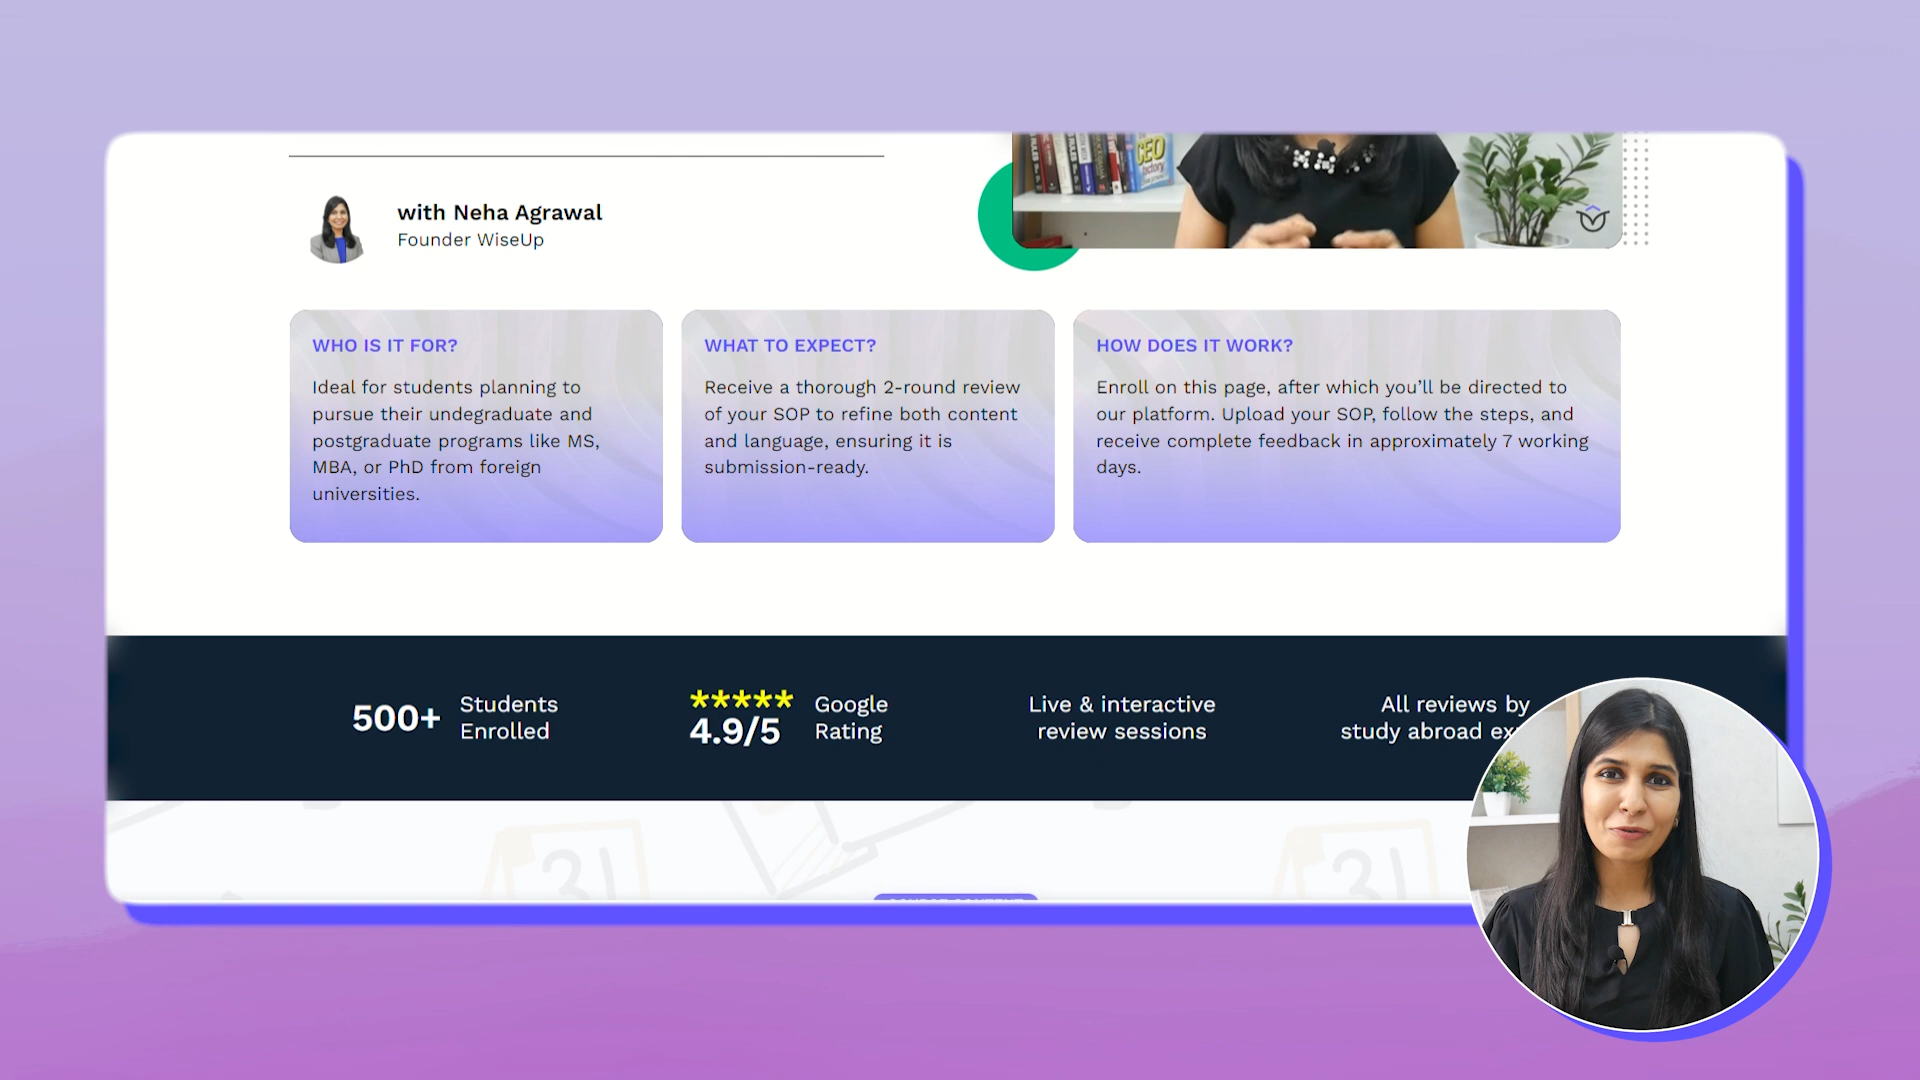 CEO
factory
with Neha Agrawal
Founder WiseUp
WHO IS IT FOR?
Ideal for students planning to
pursue their undegraduate and
postgraduate programs like MS,
MBA, or PhD from foreign
universities.
WHAT TO EXPECT?
Receive a thorough 2-round review
of your SOP to refine both content
and language, ensuring it is
submission-ready.
HOW DOES IT WORK?
Enroll on this page, after which you’ll be directed to
our platform. Upload your SOP, follow the steps, and
receive complete feedback in approximately 7 working
days.
500+ Students
Enrolled
★★★★★
4.9/5
Google
Rating
Live & interactive
review sessions
All reviews by
study abroad
31
31